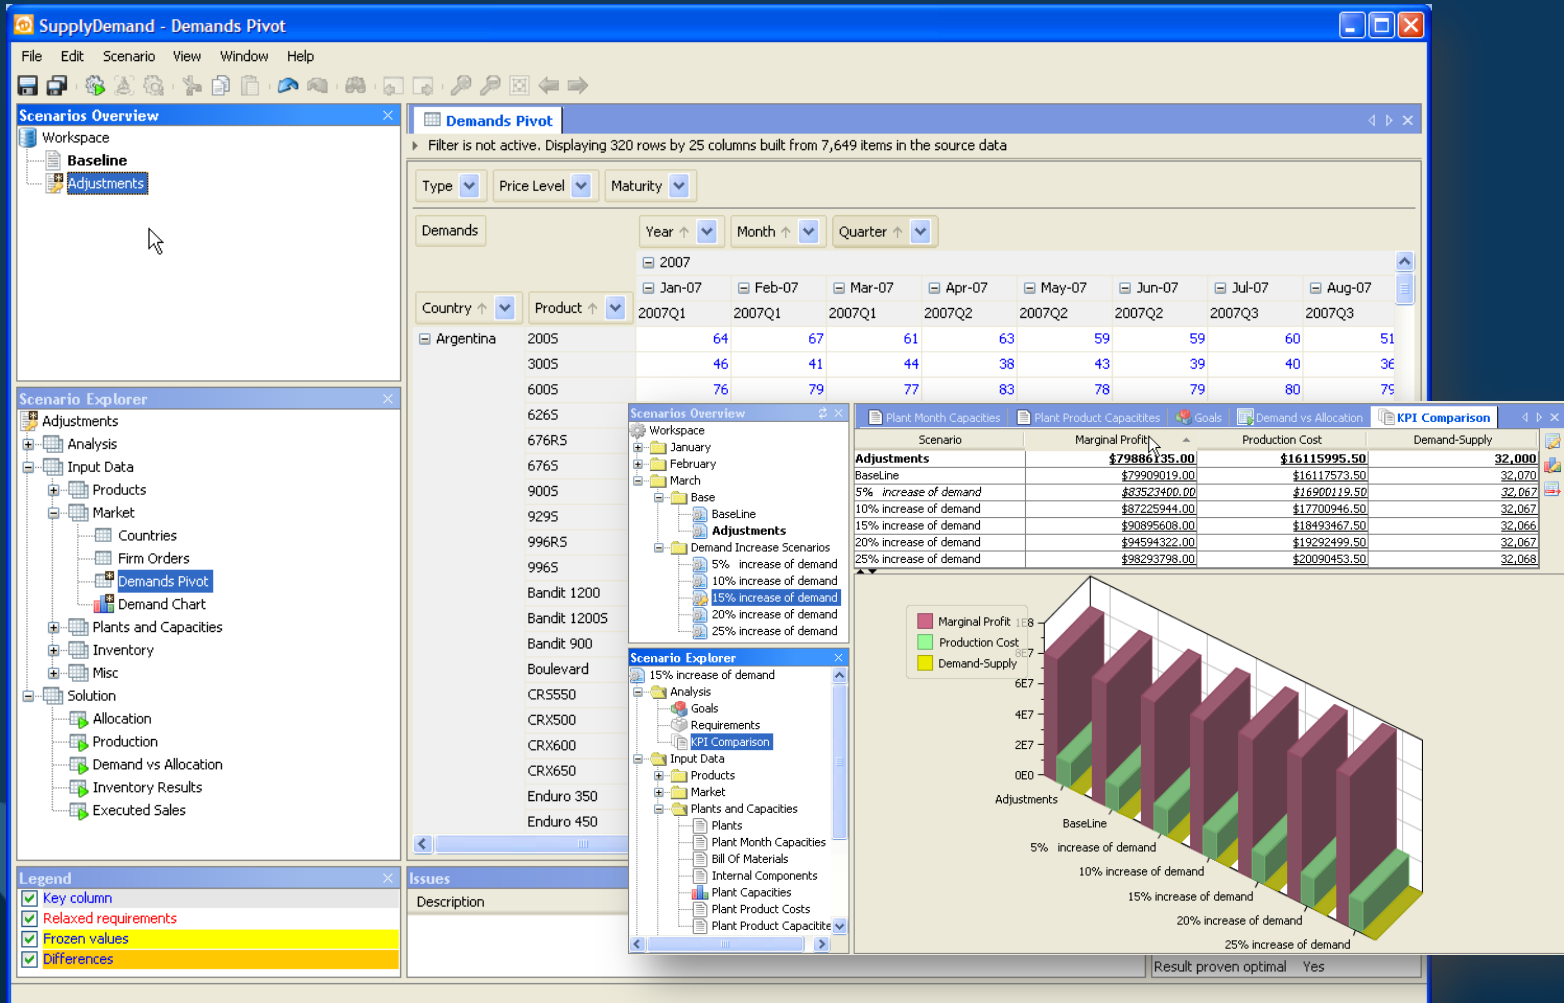 SupplyDemand - Demands Pivot
File Edit Scenario View Window Help
Scenarios Overview
Workspace
Baseline
Adjustments
Demands Pivot
Filter is not active. Displaying 320 rows by 25 columns built from 7,649 items in the source data
Type Price Level Maturity
Demands Year Month Quarter
2007
Jan-07 Feb-07 Mar-07 Apr-07 May-07 Jun-07 Jul-07 Aug-07
Country Product 2007Q1 2007Q1 2007Q1 2007Q2 2007Q2 2007Q2 2007Q3 2007Q3
Argentina 200S 64 67 61 63 59 59 60 51
300S 46 41 44 38 43 39 40 36
600S 76 79 77 83 78 79 80 79
626S
676RS
676S
900S
929S
996RS
996S
Bandit 1200
Bandit 1200S
Bandit 900
Boulevard
CRS550
CRX500
CRX600
CRX650
Enduro 350
Enduro 450
Scenario Explorer
Adjustments
Analysis
Input Data
Products
Market
Countries
Firm Orders
Demands Pivot
Demand Chart
Plants and Capacities
Inventory
Misc
Solution
Allocation
Production
Demand vs Allocation
Inventory Results
Executed Sales
Legend
Key column
Relaxed requirements
Frozen values
Differences
Issues
Description
Result proven optimal Yes
Scenarios Overview
Workspace
January
February
March
Base
BaseLine
Adjustments
Demand Increase Scenarios
5% increase of demand
10% increase of demand
15% increase of demand
20% increase of demand
25% increase of demand
Scenario Explorer
15% increase of demand
Analysis
Goals
Requirements
KPI Comparison
Input Data
Products
Market
Plants and Capacities
Plants
Plant Month Capacities
Bill Of Materials
Internal Components
Plant Capacities
Plant Product Costs
Plant Product Capacitite
Plant Month Capacities Plant Product Capacitites Goals Demand vs Allocation KPI Comparison
Scenario Marginal Profit Production Cost Demand-Supply
Adjustments $79886135.00 $16115995.50 32,000
BaseLine $79909019.00 $16117573.50 32,070
5% increase of demand $83523400.00 $16900119.50 32,067
10% increase of demand $87225944.00 $17700946.50 32,067
15% increase of demand $90895608.00 $18493467.50 32,066
20% increase of demand $94594322.00 $19292499.50 32,067
25% increase of demand $98293798.00 $20090453.50 32,068
Marginal Profit
Production Cost
Demand-Supply
1E8
8E7
6E7
4E7
2E7
0E0
Adjustments
BaseLine
5% increase of demand
10% increase of demand
15% increase of demand
20% increase of demand
25% increase of demand